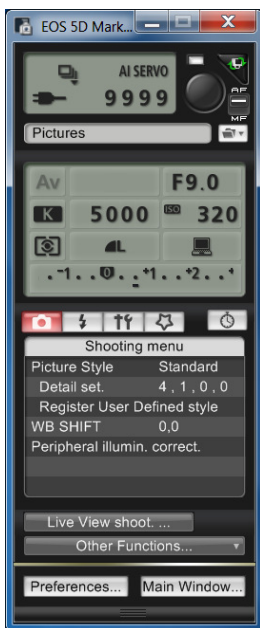 EOS 5D Mark...
AI SERVO
9999
AF
MF
Pictures
Av F9.0
K 5000 ISO 320
L
.-1..0..+1..+2..
Shooting menu
Picture Style Standard
Detail set. 4 , 1 , 0 , 0
Register User Defined style
WB SHIFT 0,0
Peripheral illumin. correct.
Live View shoot. ...
Other Functions...
Preferences... Main Window...